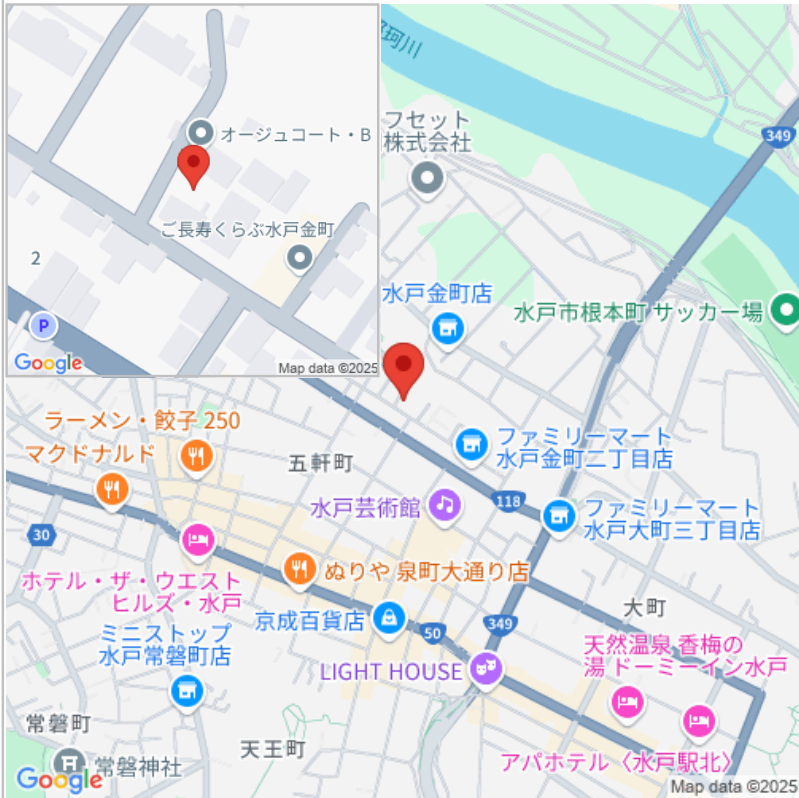 オージュコート・B
ご長寿くらぶ水戸金町
2
P
Google
Map data ©2025
那珂川
349
フセット
株式会社
水戸金町店
水戸市根本町 サッカー場
ラーメン・餃子 250
マクドナルド
五軒町
ファミリーマート
水戸金町二丁目店
水戸芸術館
118
ファミリーマート
水戸大町三丁目店
30
ぬりや 泉町大通り店
ホテル・ザ・ウエスト
ヒルズ・水戸
京成百貨店
50
349
大町
ミニストップ
水戸常磐町店
LIGHT HOUSE
天然温泉 香梅の
湯 ドーミーイン水戸
常磐町
天王町
常磐神社
アパホテル〈水戸駅北〉
Google
Map data ©2025